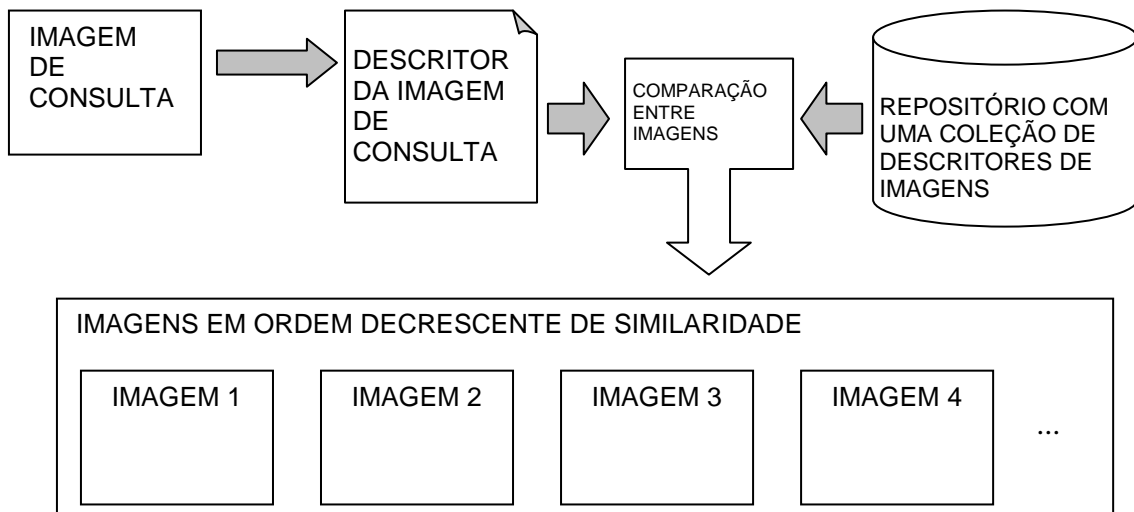 IMAGEM
DE
CONSULTA
DESCRITOR
DA IMAGEM
DE
CONSULTA
COMPARAÇÃO
ENTRE
IMAGENS
REPOSITÓRIO COM
UMA COLEÇÃO DE
DESCRITORES DE
IMAGENS
IMAGENS EM ORDEM DECRESCENTE DE SIMILARIDADE
IMAGEM 1
IMAGEM 2
IMAGEM 3
IMAGEM 4
...